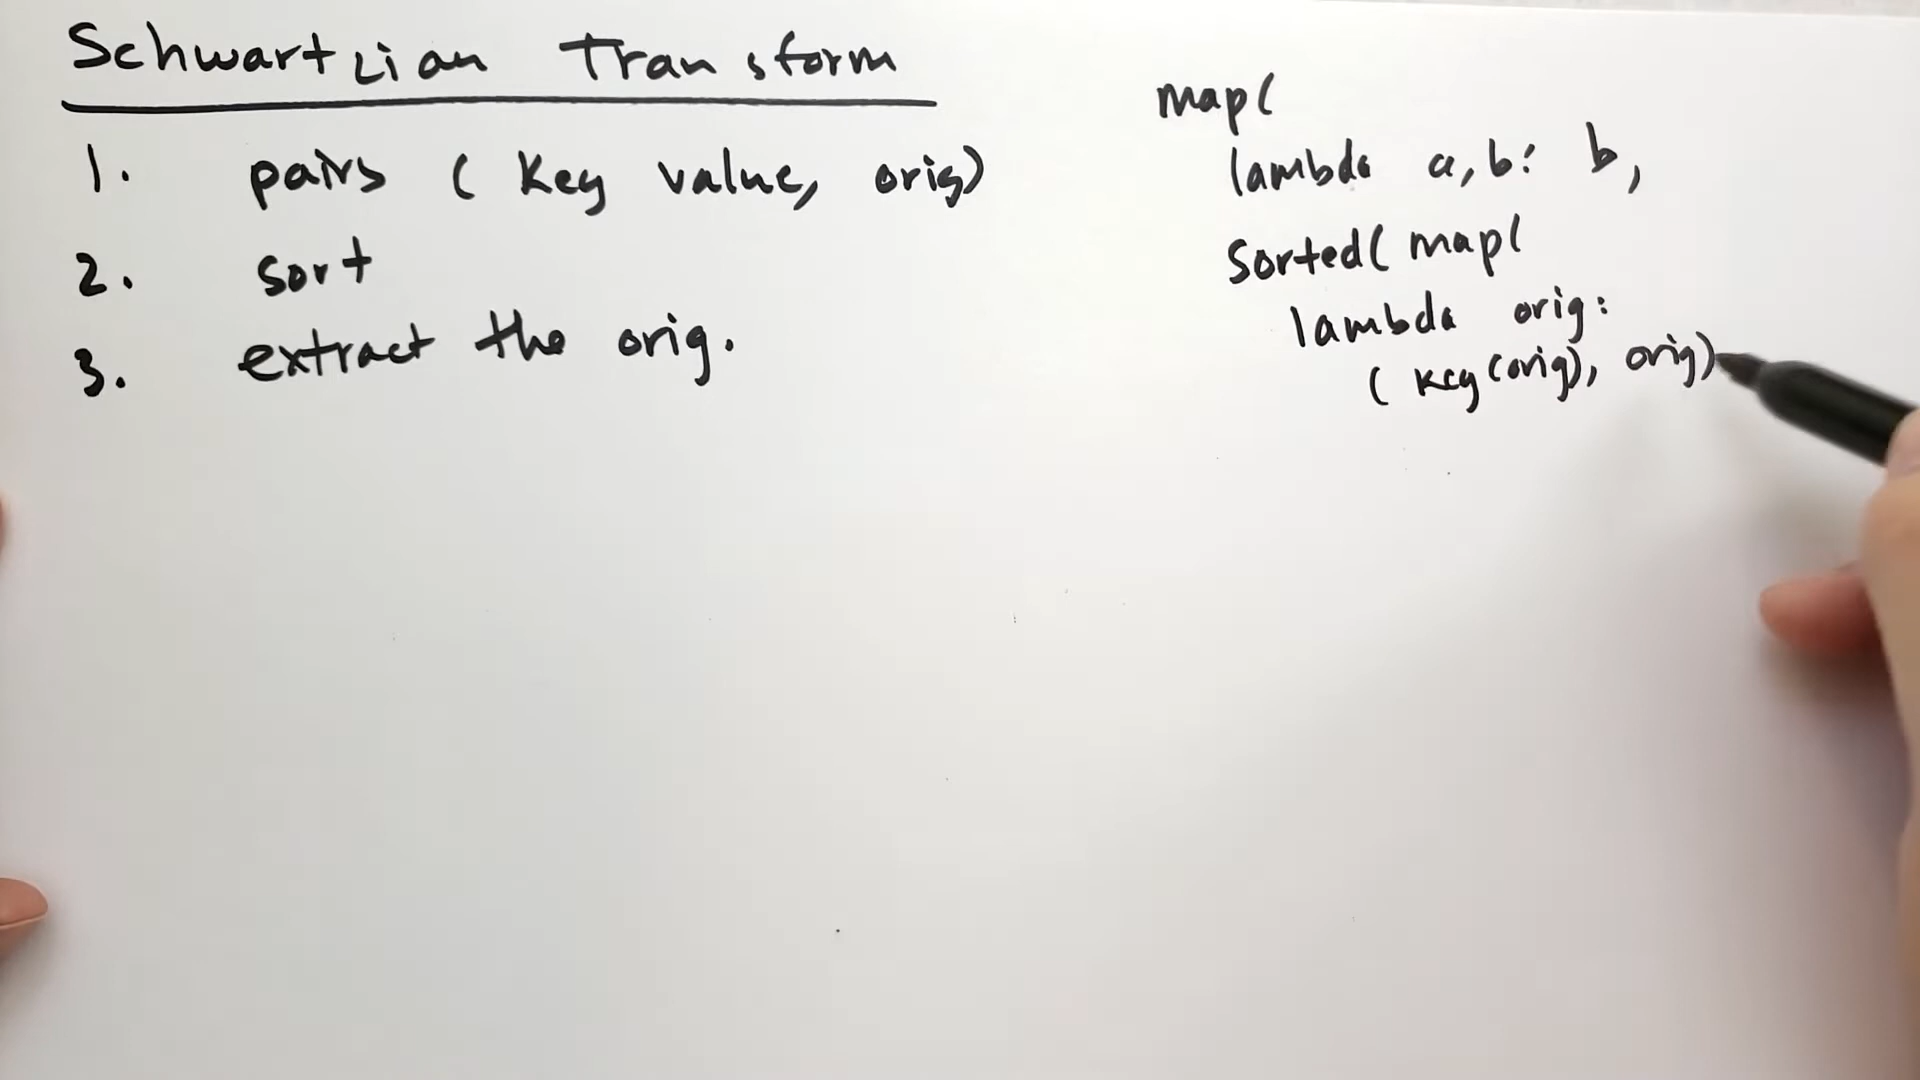 Schwartzian Transform
1. pairs ( key value, orig)
2. sort
3. extract the orig.
map(
lambda a,b: b,
sorted( map(
lambda orig:
( key(orig), orig)